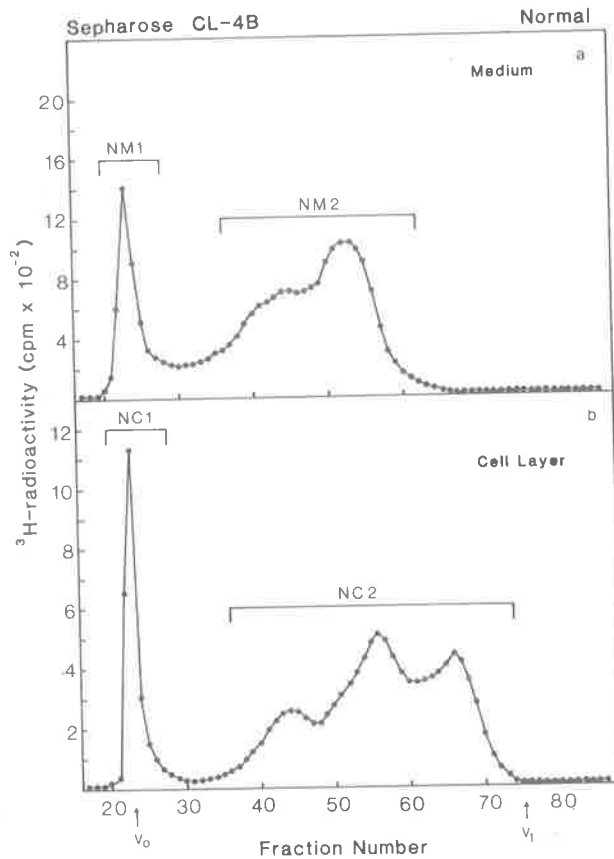 Sepharose CL-4B Normal
a
Medium
20
16
12
8
4
NM1
NM2
³H-radioactivity (cpm x 10⁻²)
b
Cell Layer
12
10
8
6
4
2
NC1
NC2
20 30 40 50 60 70 80
V₀ Fraction Number V₁